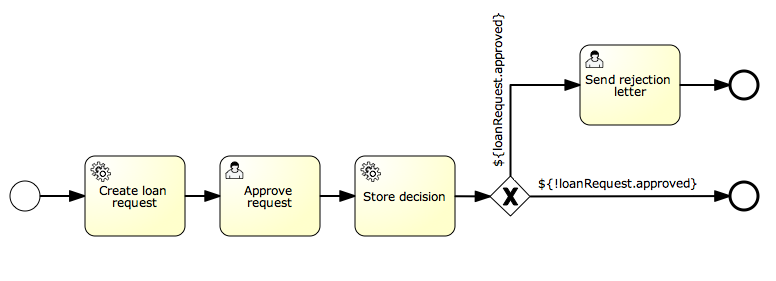 Create loan
request
Approve
request
Store decision
${loanRequest.approved}
Send rejection
letter
${!loanRequest.approved}